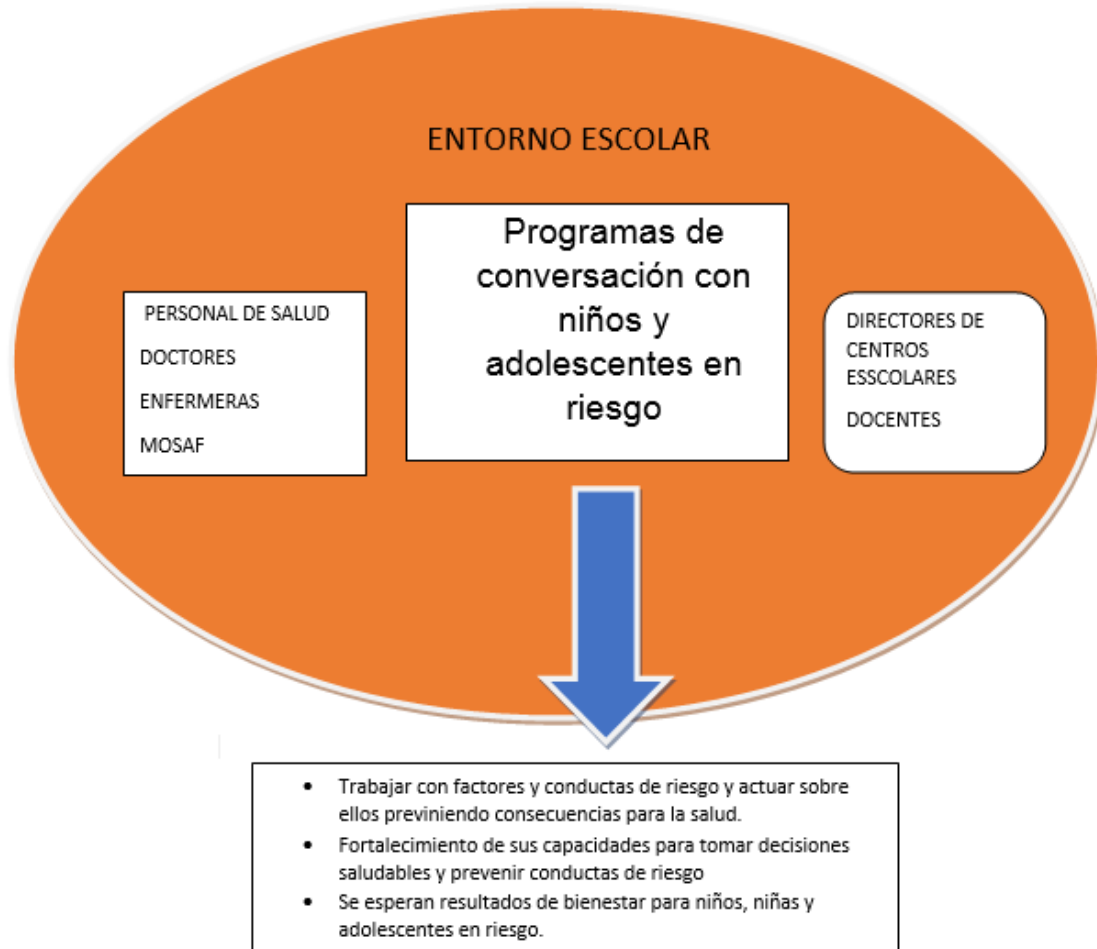 ENTORNO ESCOLAR
Programas de
conversación con
niños y
adolescentes en
riesgo
PERSONAL DE SALUD
DOCTORES
ENFERMERAS
MOSAF
DIRECTORES DE
CENTROS
ESSCOLARES
DOCENTES
• Trabajar con factores y conductas de riesgo y actuar sobre
ellos previniendo consecuencias para la salud.
• Fortalecimiento de sus capacidades para tomar decisiones
saludables y prevenir conductas de riesgo
• Se esperan resultados de bienestar para niños, niñas y
adolescentes en riesgo.